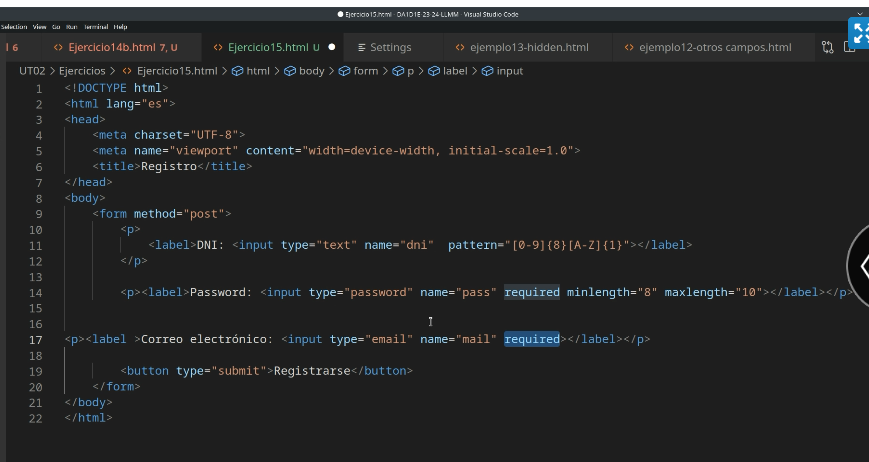 Ejercicio15.html - DA1D1E-23-24-LLMM - Visual Studio Code
Selection View Go Run Terminal Help
l 6 <> Ejercicio14b.html 7, U <> Ejercicio15.html U ● Settings <> ejemplo13-hidden.html <> ejemplo12-otros campos.html
UT02 > Ejercicios > <> Ejercicio15.html > html > body > form > p > label > input
1 <!DOCTYPE html>
2 <html lang="es">
3 <head>
4 <meta charset="UTF-8">
5 <meta name="viewport" content="width=device-width, initial-scale=1.0">
6 <title>Registro</title>
7 </head>
8 <body>
9 <form method="post">
10 <p>
11 <label>DNI: <input type="text" name="dni"  pattern="[0-9]{8}[A-Z]{1}"></label>
12 </p>
13
14 <p><label>Password: <input type="password" name="pass" required minlength="8" maxlength="10"></label></p>
15
16
17 <p><label >Correo electrónico: <input type="email" name="mail" required></label></p>
18
19 <button type="submit">Registrarse</button>
20 </form>
21 </body>
22 </html>